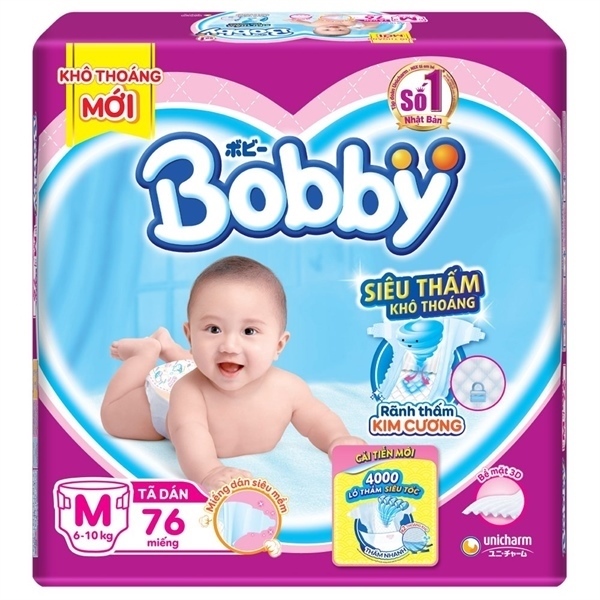 KHÔ THOÁNG
MỚI
Số 1
Nhật Bản
ボビー
Bobby
SIÊU THẤM
KHÔ THOÁNG
Rãnh thấm
KIM CƯƠNG
CẢI TIẾN MỚI
4000
LỖ THẤM SIÊU TỐC
THẤM NHANH
Bề mặt 3D
Miếng dán siêu mềm
M
6-10 kg
TÃ DÁN
76
miếng
unicharm
ユニ・チャーム